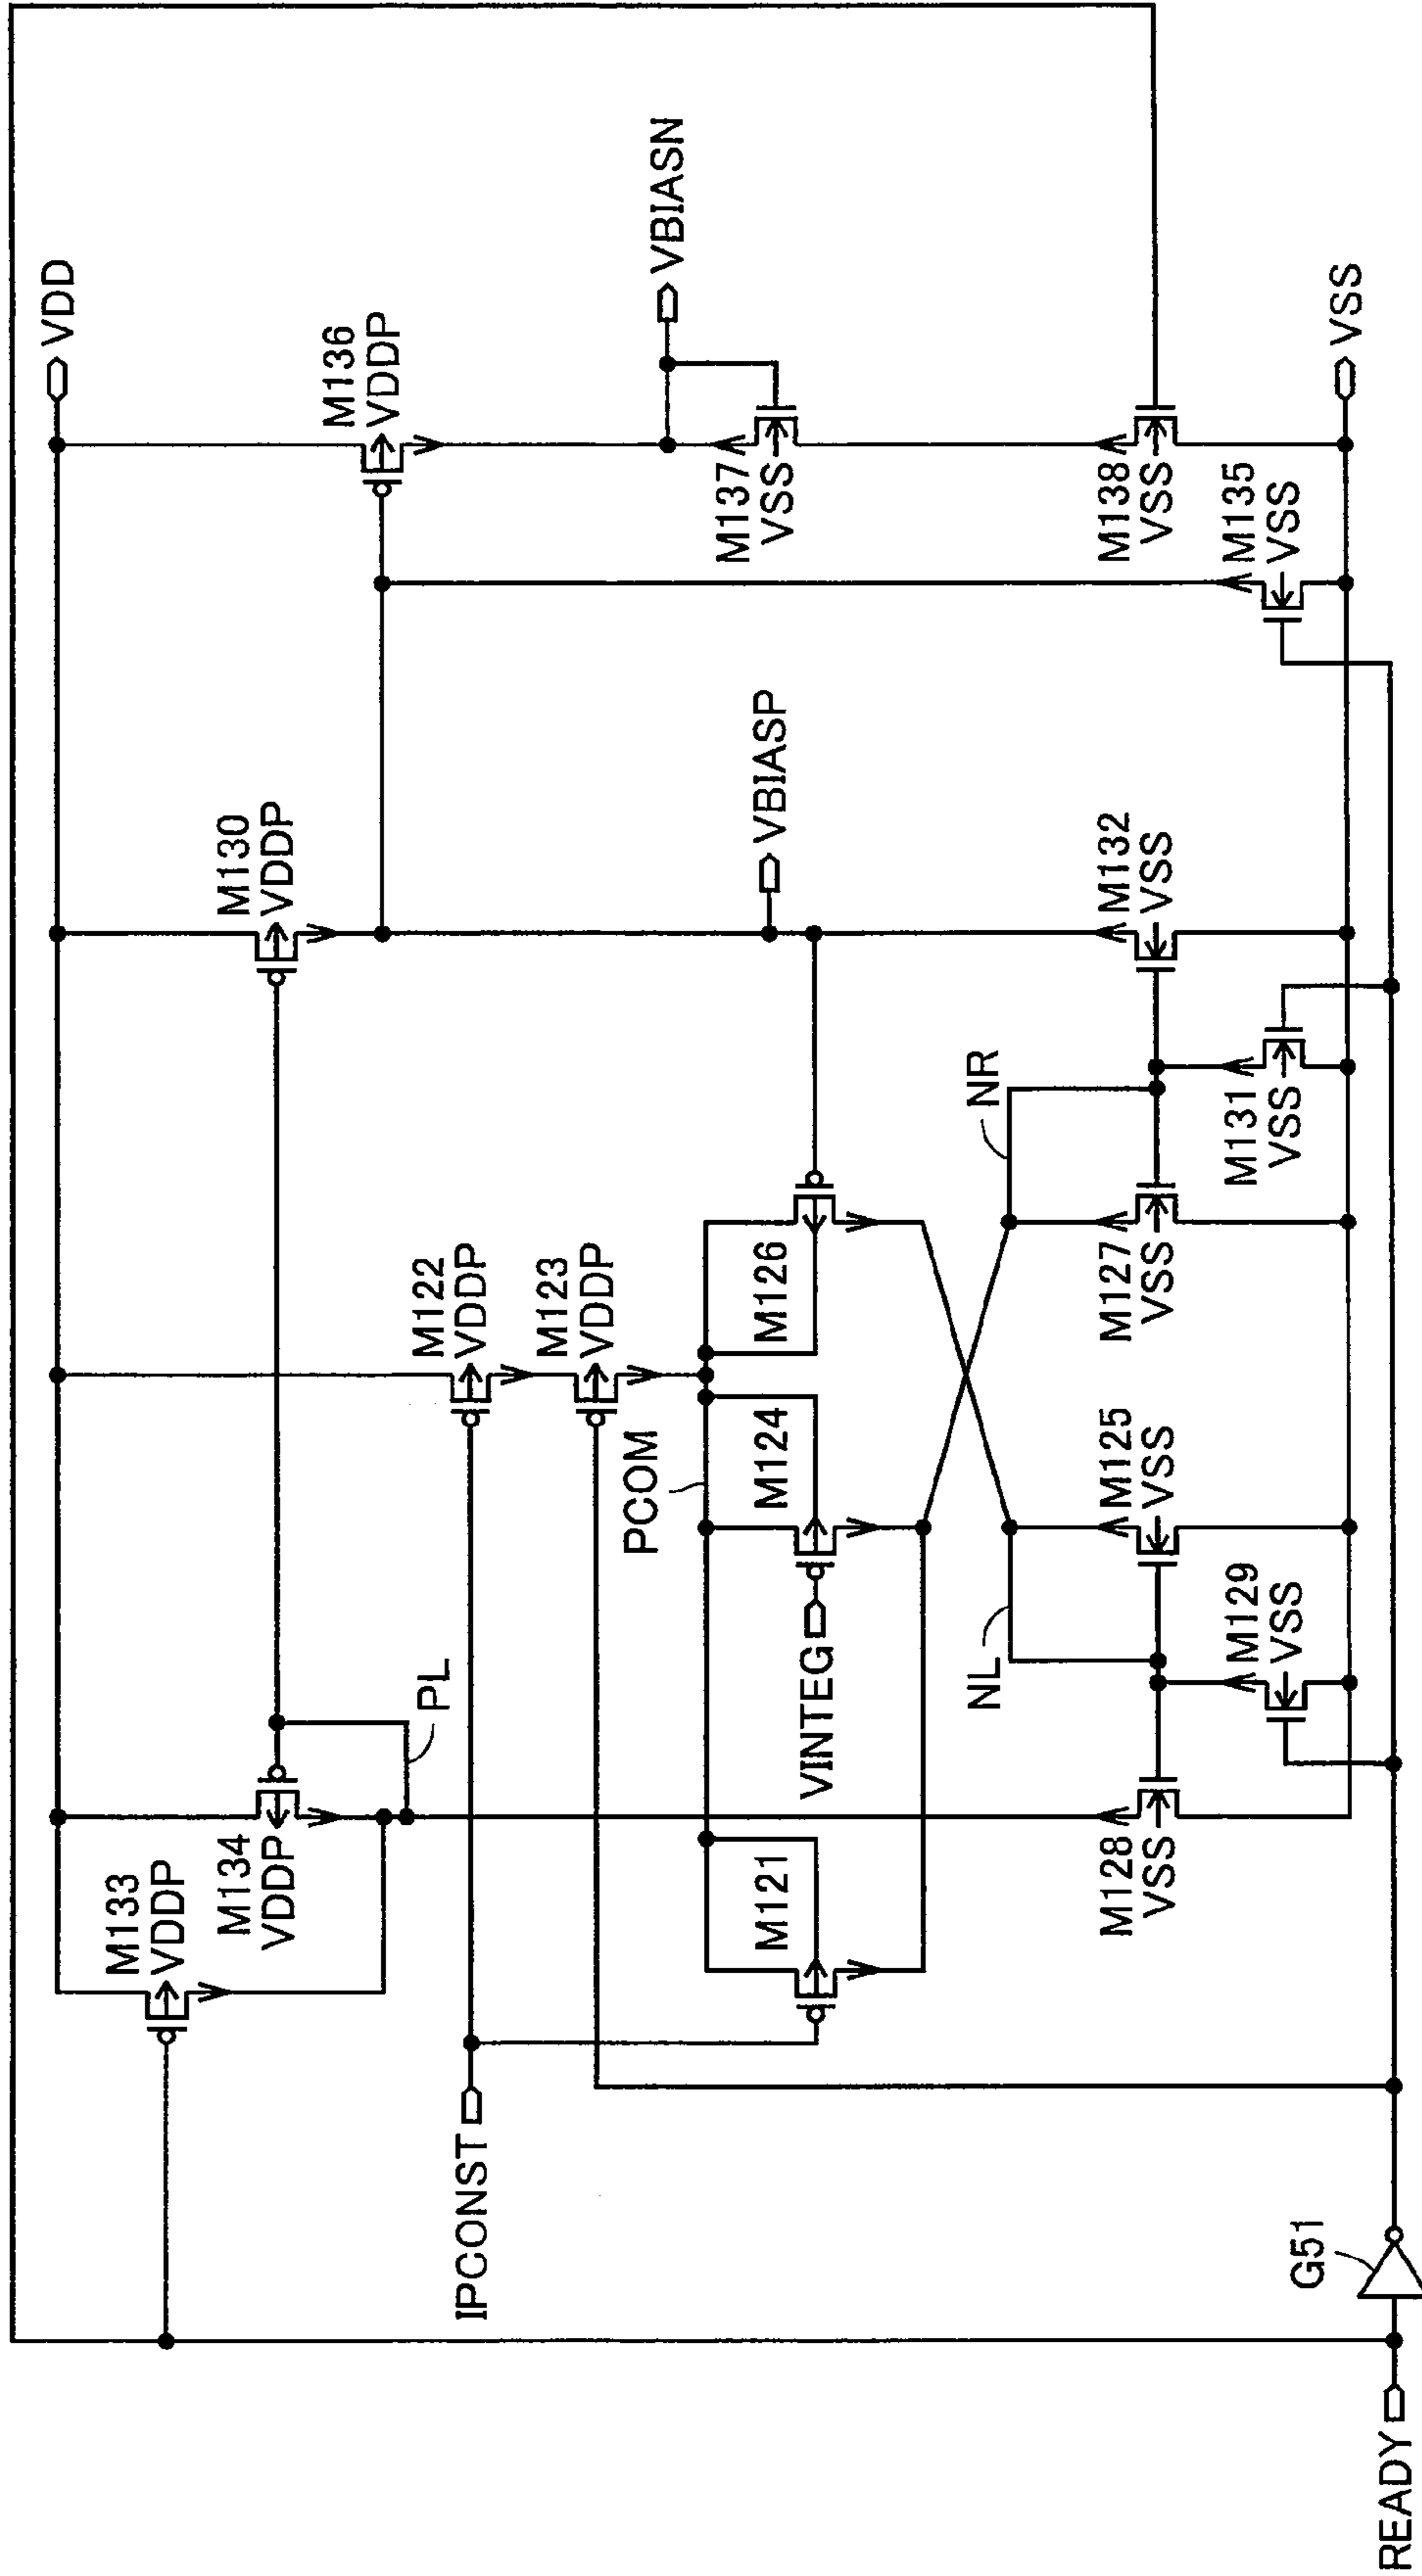 VDD
M133
VDDP
M134
VDDP
PL
M130
VDDP
M136
VDDP
M122
VDDP
M123
VDDP
IPCONST
PCOM
VBIASN
M121
VINTEG
M124
M126
VBIASP
M137
VSS
NL
NR
M128
VSS
M125
VSS
M127
VSS
M132
VSS
M138
VSS
M129
VSS
M131
VSS
M135
VSS
VSS
G51
READY